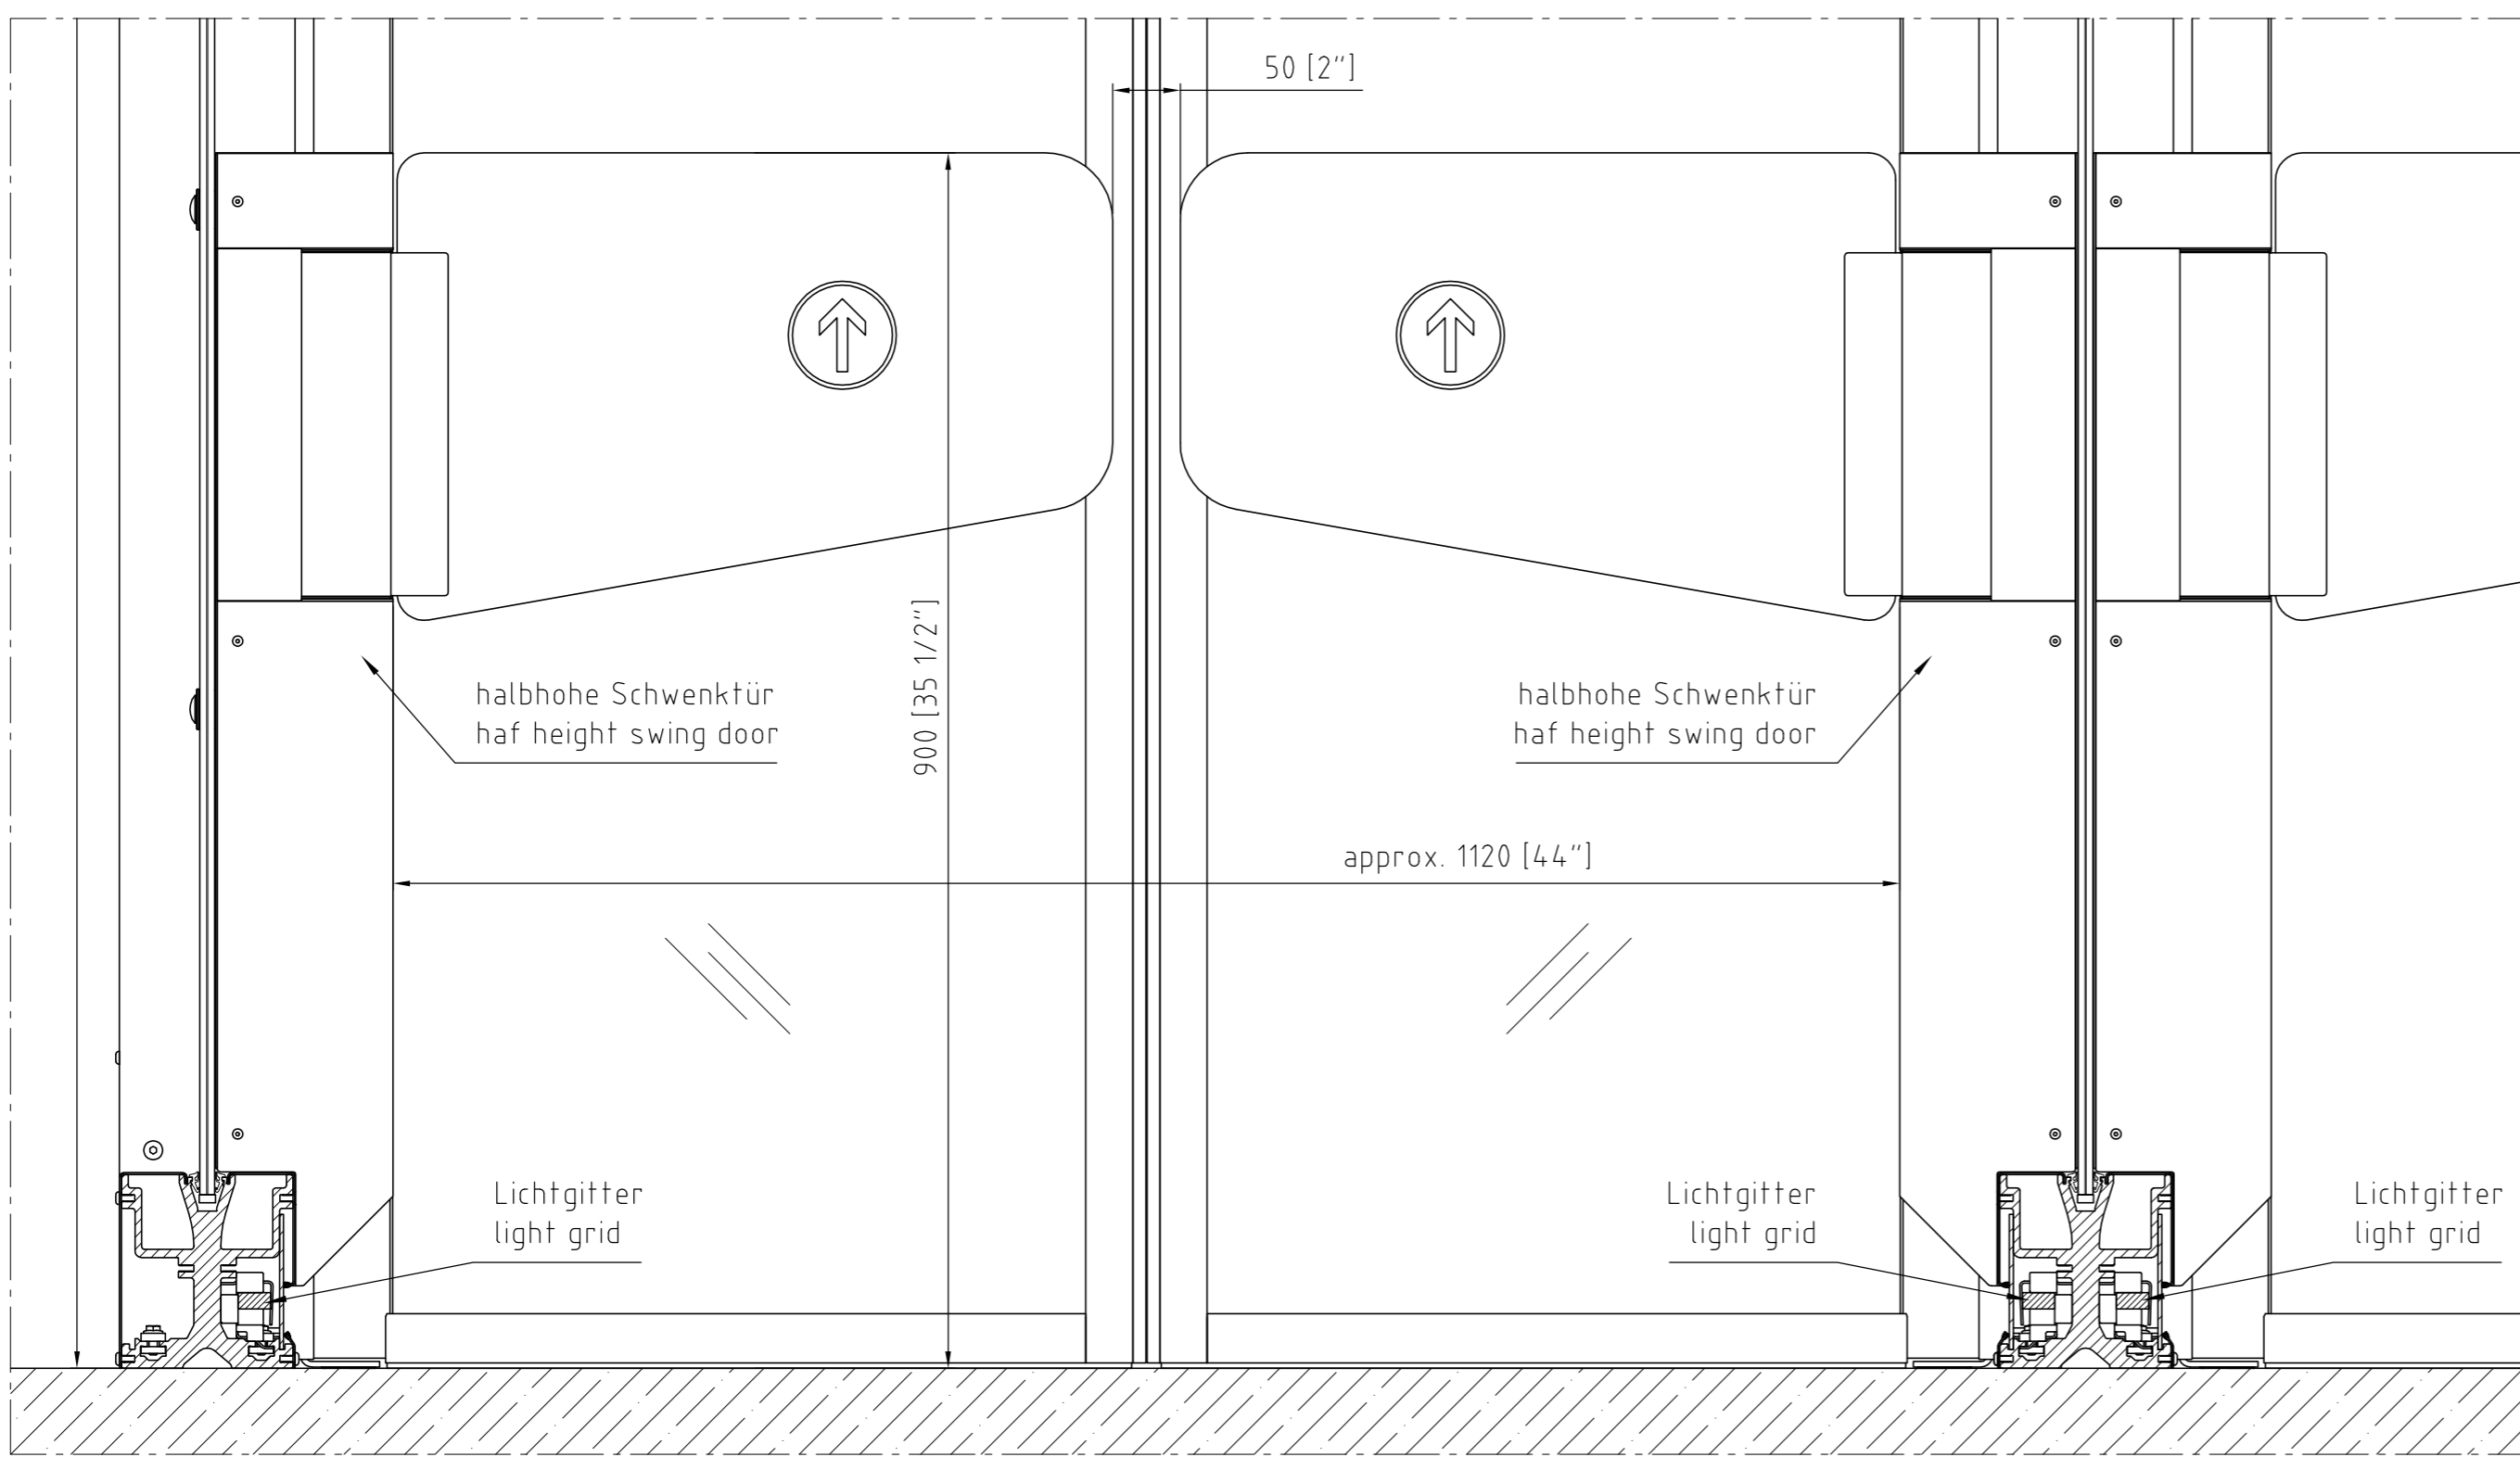 50 [2"]
halbhohe Schwenktür
haf height swing door
900 [35 1/2"]
halbhohe Schwenktür
haf height swing door
approx. 1120 [44"]
Lichtgitter
light grid
Lichtgitter
light grid
Lichtgitter
light grid